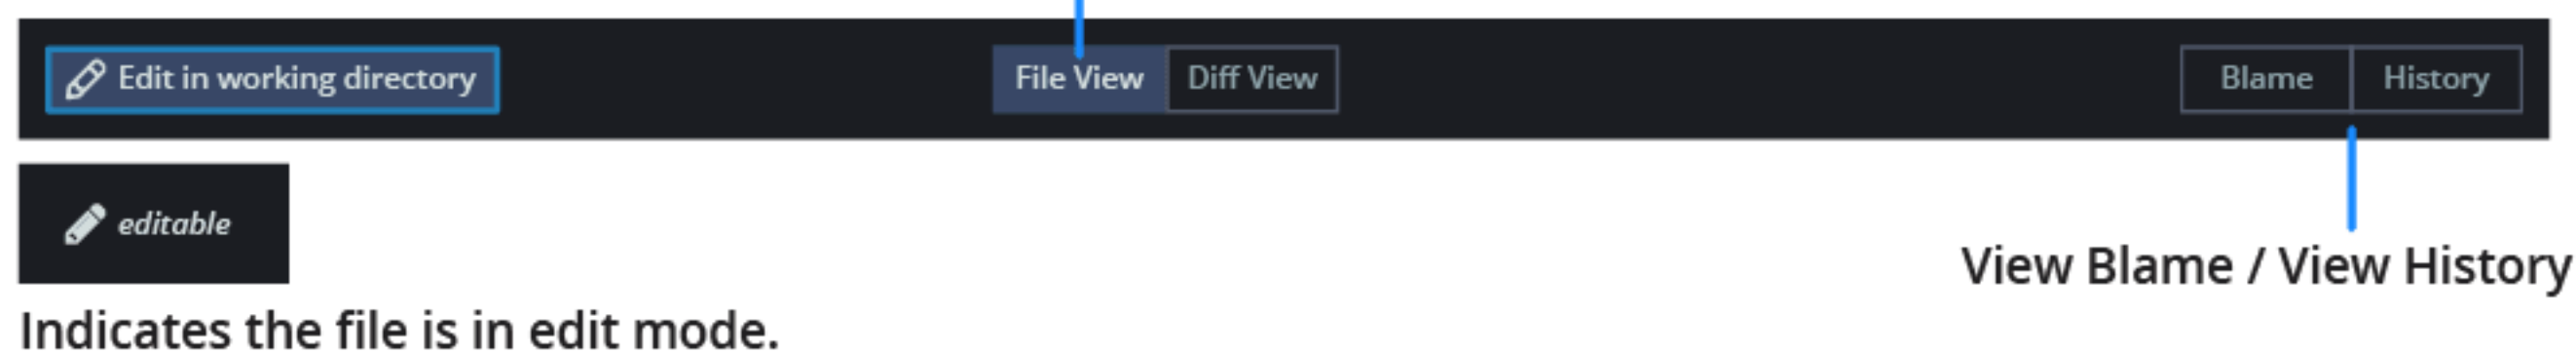 Edit in working directory
File View
Diff View
Blame
History
editable
View Blame / View History
Indicates the file is in edit mode.